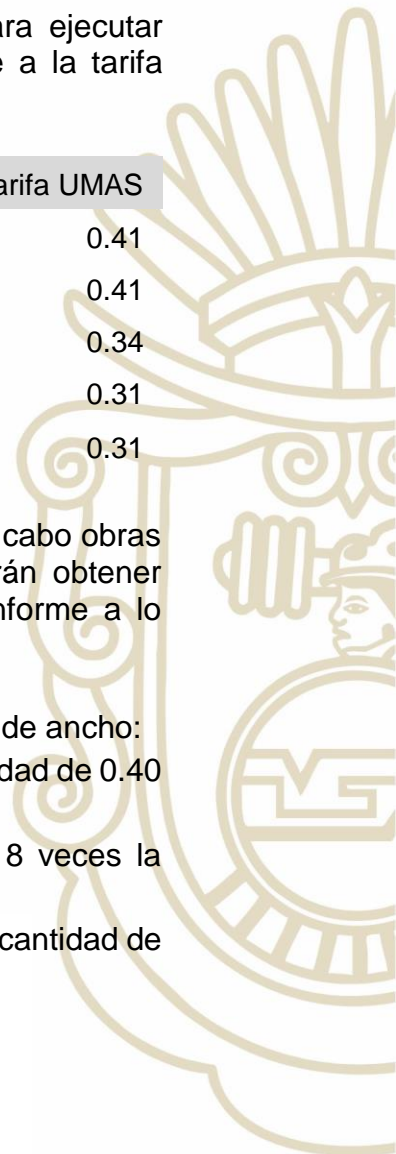 ra ejecutar
e a la tarifa
arifa UMAS
0.41
0.41
0.34
0.31
0.31
cabo obras
rán obtener
nforme a lo
de ancho:
dad de 0.40
8 veces la
cantidad de